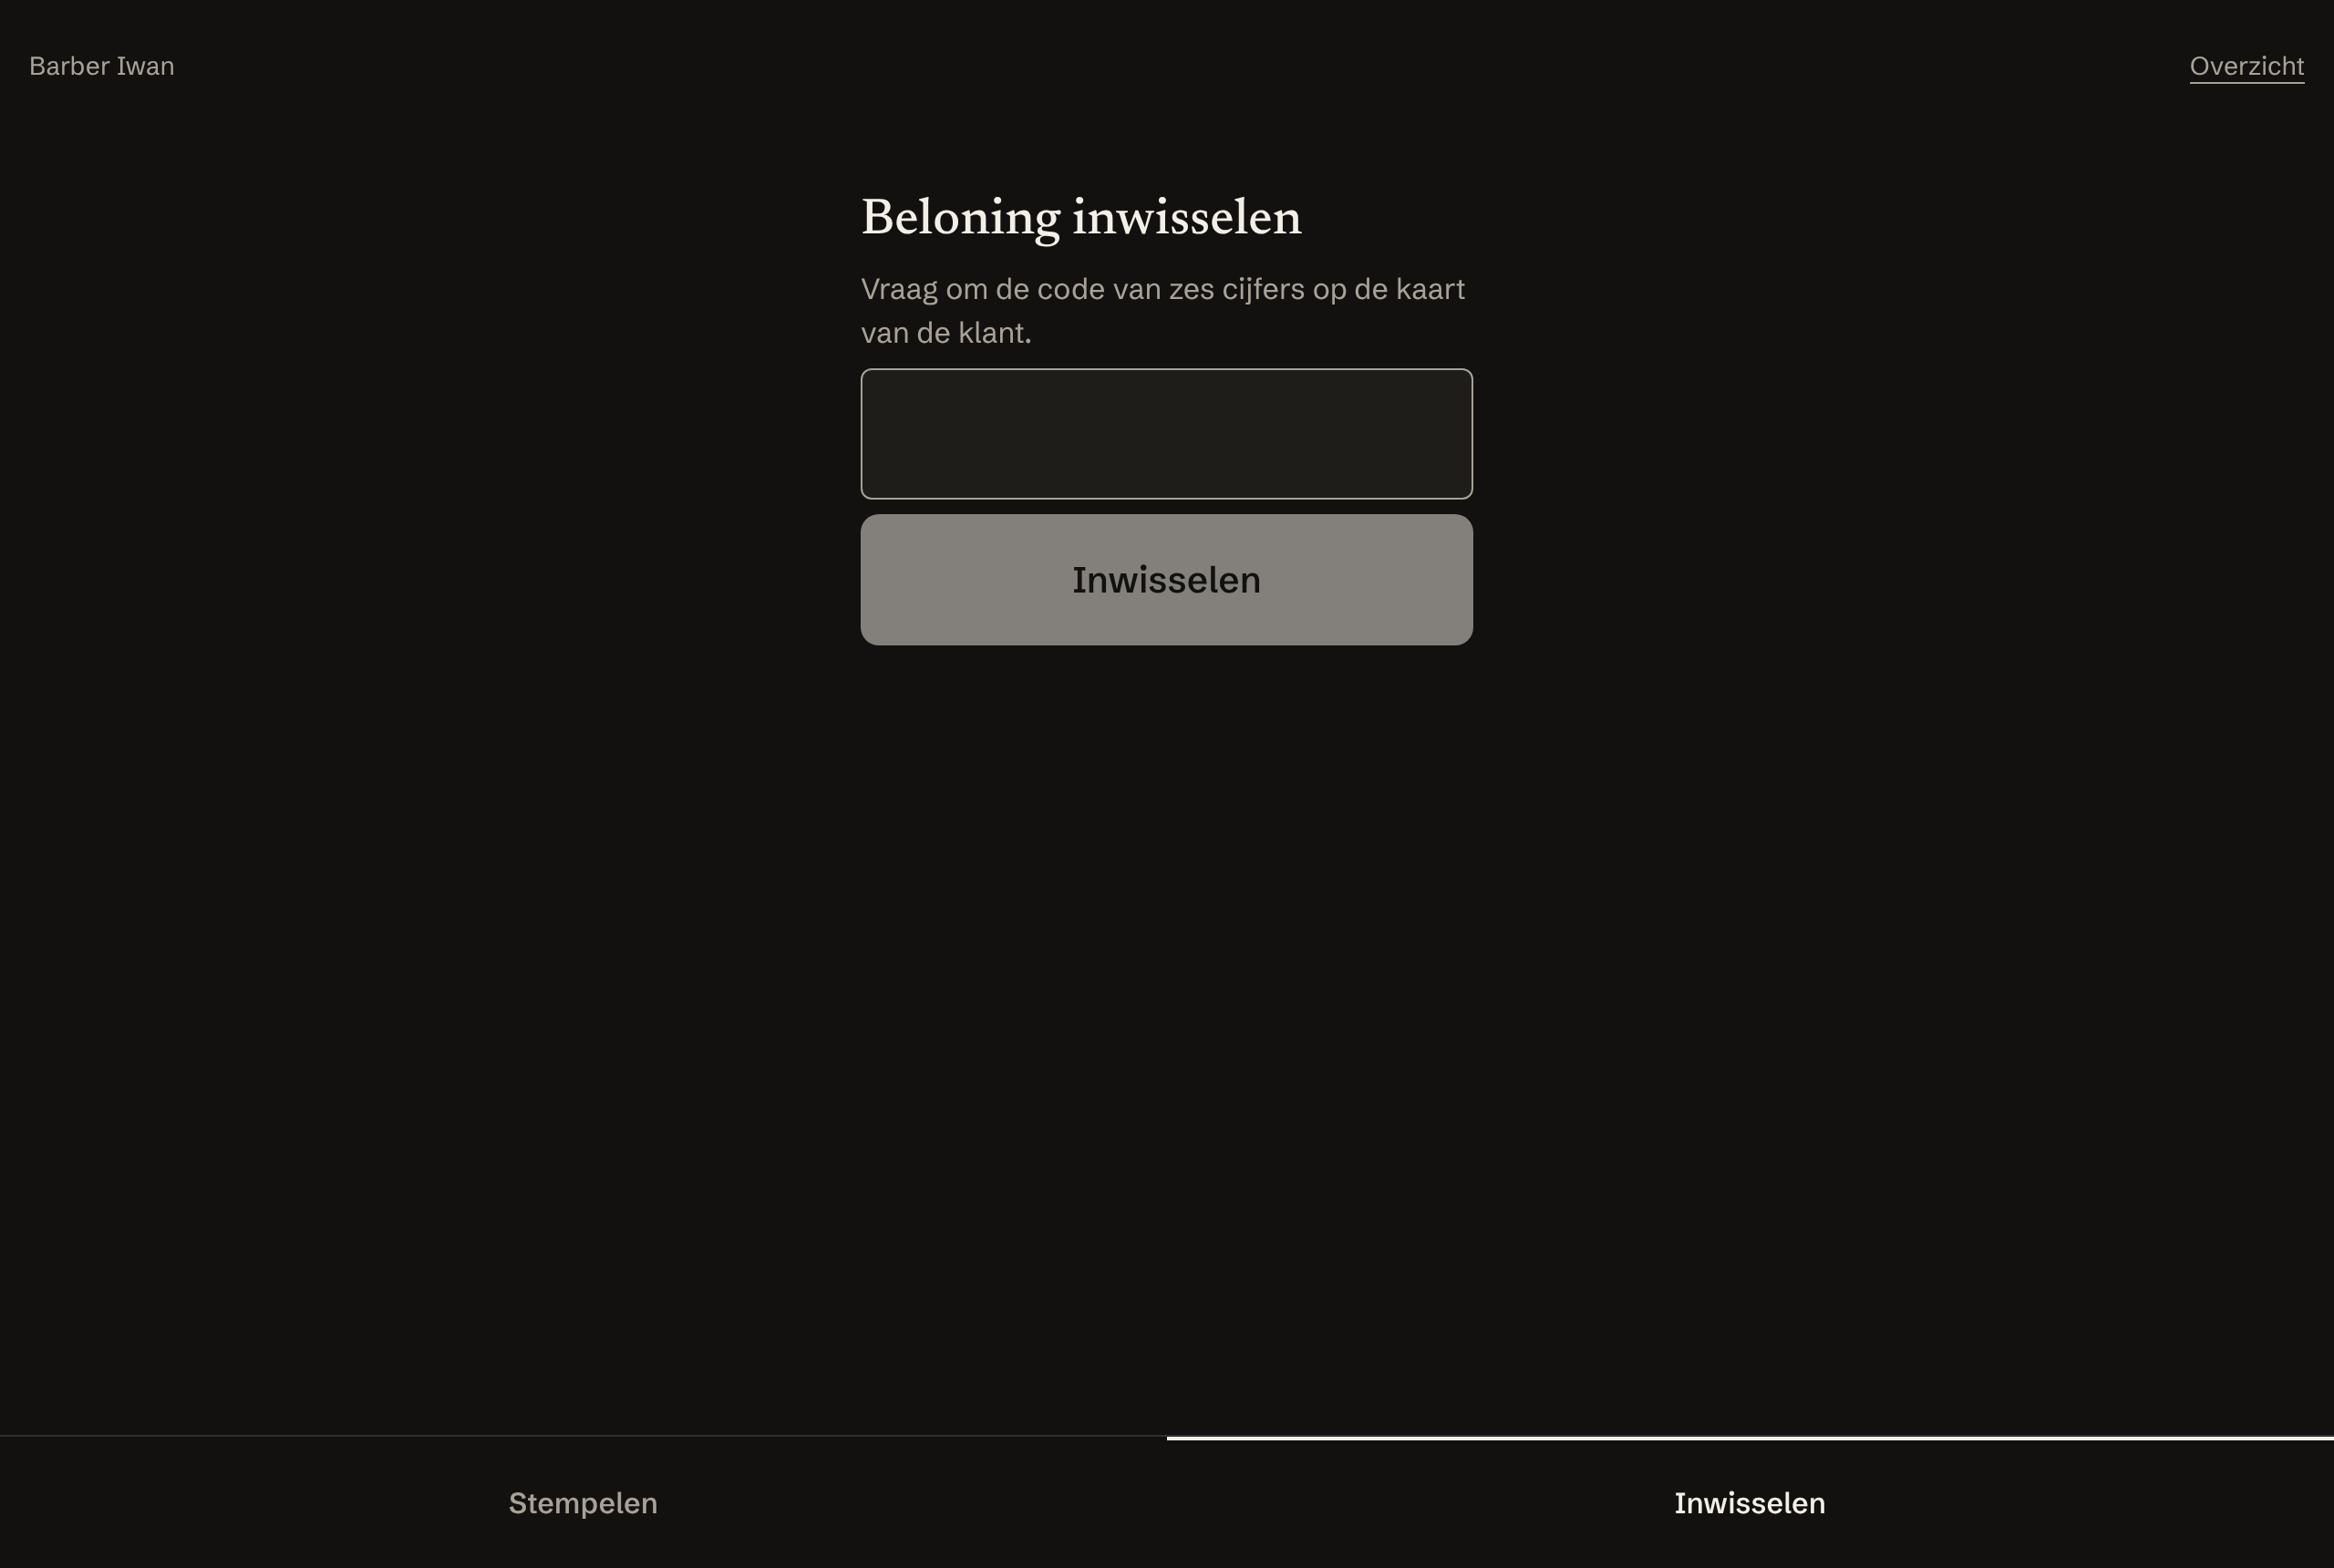 Barber Iwan
Overzicht
Beloning inwisselen
Vraag om de code van zes cijfers op de kaart
van de klant.
Inwisselen
Stempelen
Inwisselen